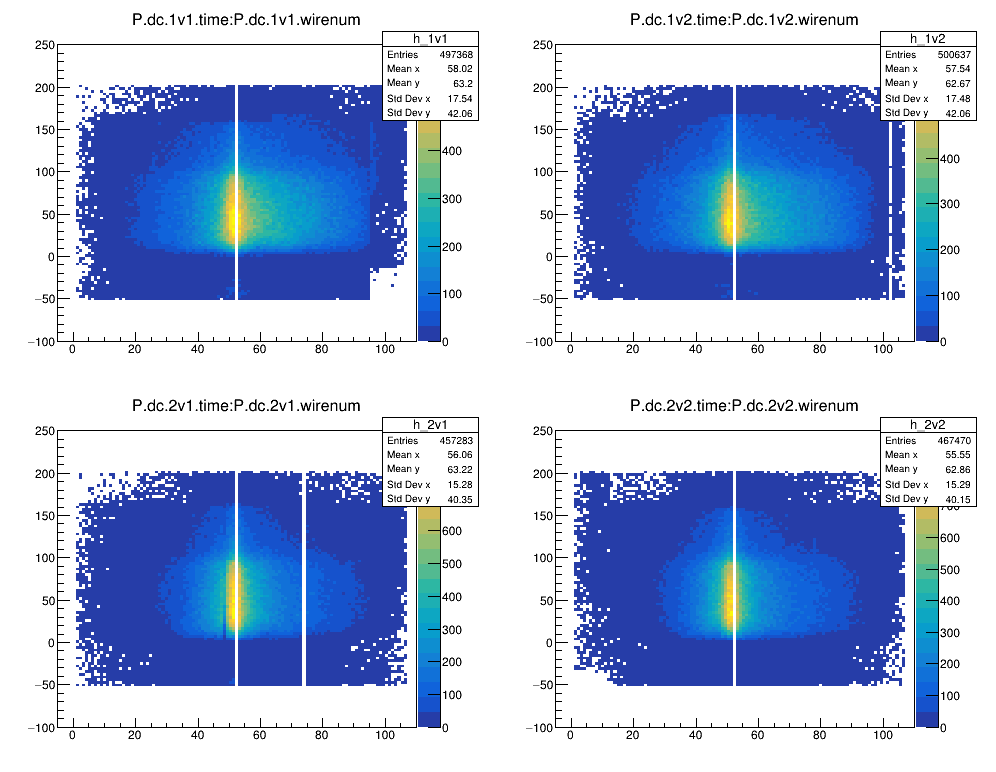 P.dc.1v1.time:P.dc.1v1.wirenum
h_1v1
Entries 497368
Mean x 58.02
Mean y 63.2
Std Dev x 17.54
Std Dev y 42.06
250
200
150
100
50
0
−50
−100
0 20 40 60 80 100
400
300
200
100
0
P.dc.1v2.time:P.dc.1v2.wirenum
h_1v2
Entries 500637
Mean x 57.54
Mean y 62.67
Std Dev x 17.48
Std Dev y 42.06
250
200
150
100
50
0
−50
−100
0 20 40 60 80 100
400
300
200
100
0
P.dc.2v1.time:P.dc.2v1.wirenum
h_2v1
Entries 457283
Mean x 56.06
Mean y 63.22
Std Dev x 15.28
Std Dev y 40.35
250
200
150
100
50
0
−50
−100
0 20 40 60 80 100
600
500
400
300
200
100
0
P.dc.2v2.time:P.dc.2v2.wirenum
h_2v2
Entries 467470
Mean x 55.55
Mean y 62.86
Std Dev x 15.29
Std Dev y 40.15
250
200
150
100
50
0
−50
−100
0 20 40 60 80 100
700
600
500
400
300
200
100
0